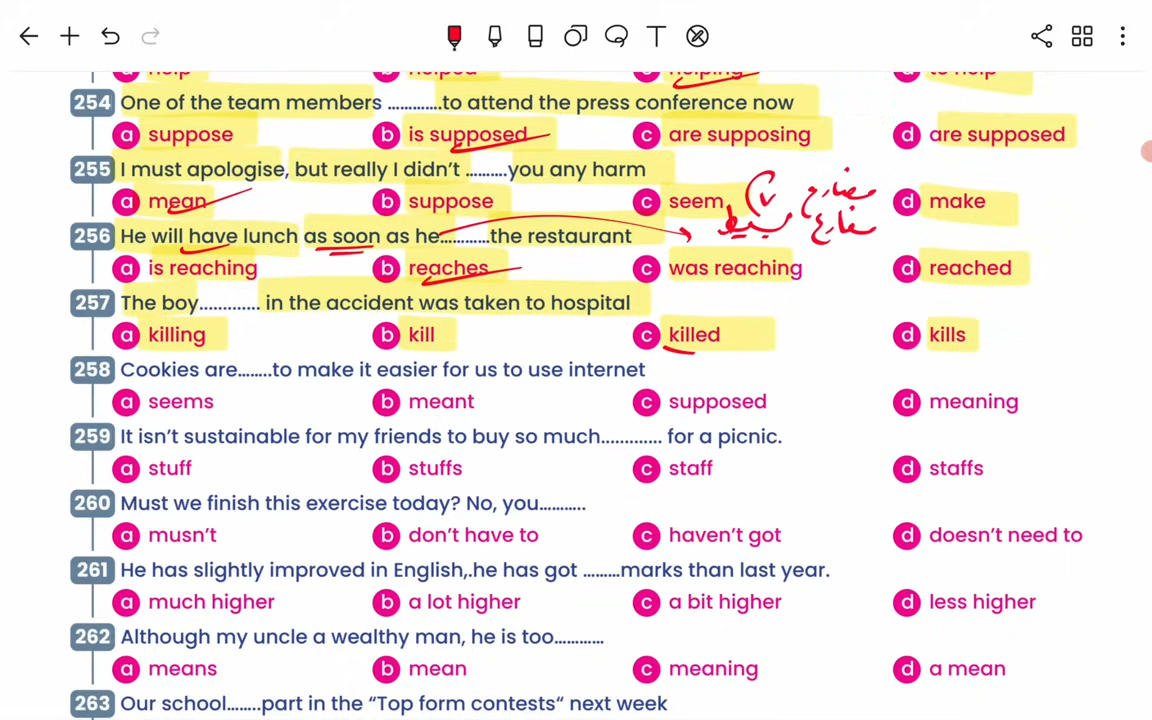 a help b helped c helping d to help
254 One of the team members ............to attend the press conference now
a suppose b is supposed c are supposing d are supposed
255 I must apologise, but really I didn't ..........you any harm
a mean b suppose c seem d make
مضارع
256 He will have lunch as soon as he............the restaurant
بسيط مضارع
a is reaching b reaches c was reaching d reached
257 The boy............. in the accident was taken to hospital
a killing b kill c killed d kills
258 Cookies are........to make it easier for us to use internet
a seems b meant c supposed d meaning
259 It isn't sustainable for my friends to buy so much............. for a picnic.
a stuff b stuffs c staff d staffs
260 Must we finish this exercise today? No, you...........
a musn't b don't have to c haven't got d doesn't need to
261 He has slightly improved in English,.he has got .........marks than last year.
a much higher b a lot higher c a bit higher d less higher
262 Although my uncle a wealthy man, he is too............
a means b mean c meaning d a mean
263 Our school........part in the “Top form contests“ next week